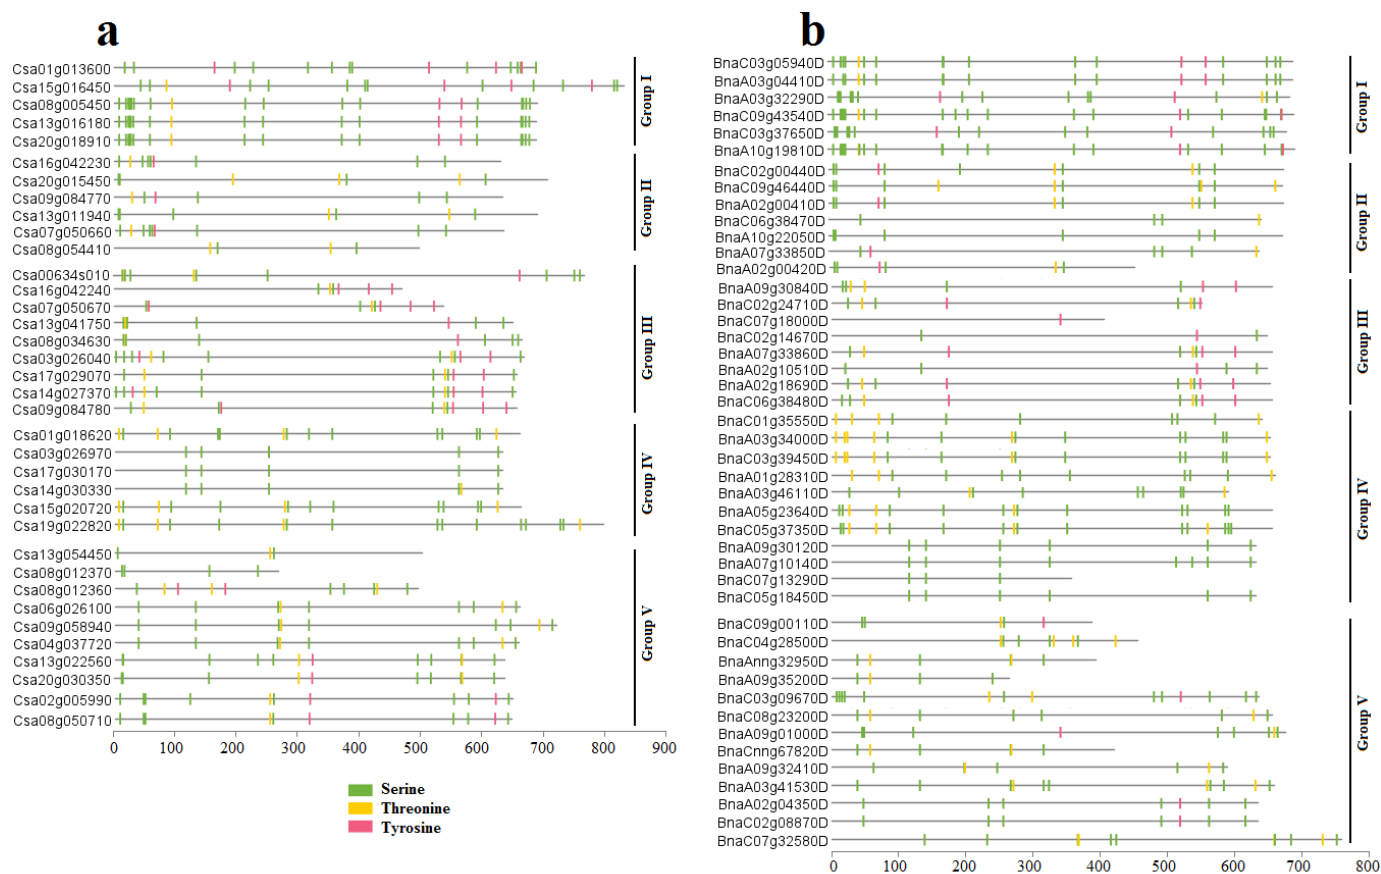 a
Csa01g013600
Csa15g016450
Csa08g005450
Csa13g016180
Csa20g018910
Group I
Csa16g042230
Csa20g015450
Csa09g084770
Csa13g011940
Csa07g050660
Csa08g054410
Group II
Csa00634s010
Csa16g042240
Csa07g050670
Csa13g041750
Csa08g034630
Csa03g026040
Csa17g029070
Csa14g027370
Csa09g084780
Group III
Csa01g018620
Csa03g026970
Csa17g030170
Csa14g030330
Csa15g020720
Csa19g022820
Group IV
Csa13g054450
Csa08g012370
Csa08g012360
Csa06g026100
Csa09g058940
Csa04g037720
Csa13g022560
Csa20g030350
Csa02g005990
Csa08g050710
Group V
0 100 200 300 400 500 600 700 800 900
Serine
Threonine
Tyrosine
b
BnaC03g05940D
BnaA03g04410D
BnaA03g32290D
BnaC09g43540D
BnaC03g37650D
BnaA10g19810D
Group I
BnaC02g00440D
BnaC09g46440D
BnaA02g00410D
BnaC06g38470D
BnaA10g22050D
BnaA07g33850D
BnaA02g00420D
Group II
BnaA09g30840D
BnaC02g24710D
BnaC07g18000D
BnaC02g14670D
BnaA07g33860D
BnaA02g10510D
BnaA02g18690D
BnaC06g38480D
Group III
BnaC01g35550D
BnaA03g34000D
BnaC03g39450D
BnaA01g28310D
BnaA03g46110D
BnaA05g23640D
BnaC05g37350D
BnaA09g30120D
BnaA07g10140D
BnaC07g13290D
BnaC05g18450D
Group IV
BnaC09g00110D
BnaC04g28500D
BnaAnng32950D
BnaA09g35200D
BnaC03g09670D
BnaC08g23200D
BnaA09g01000D
BnaCnng67820D
BnaA09g32410D
BnaA03g41530D
BnaA02g04350D
BnaC02g08870D
BnaC07g32580D
Group V
0 100 200 300 400 500 600 700 800